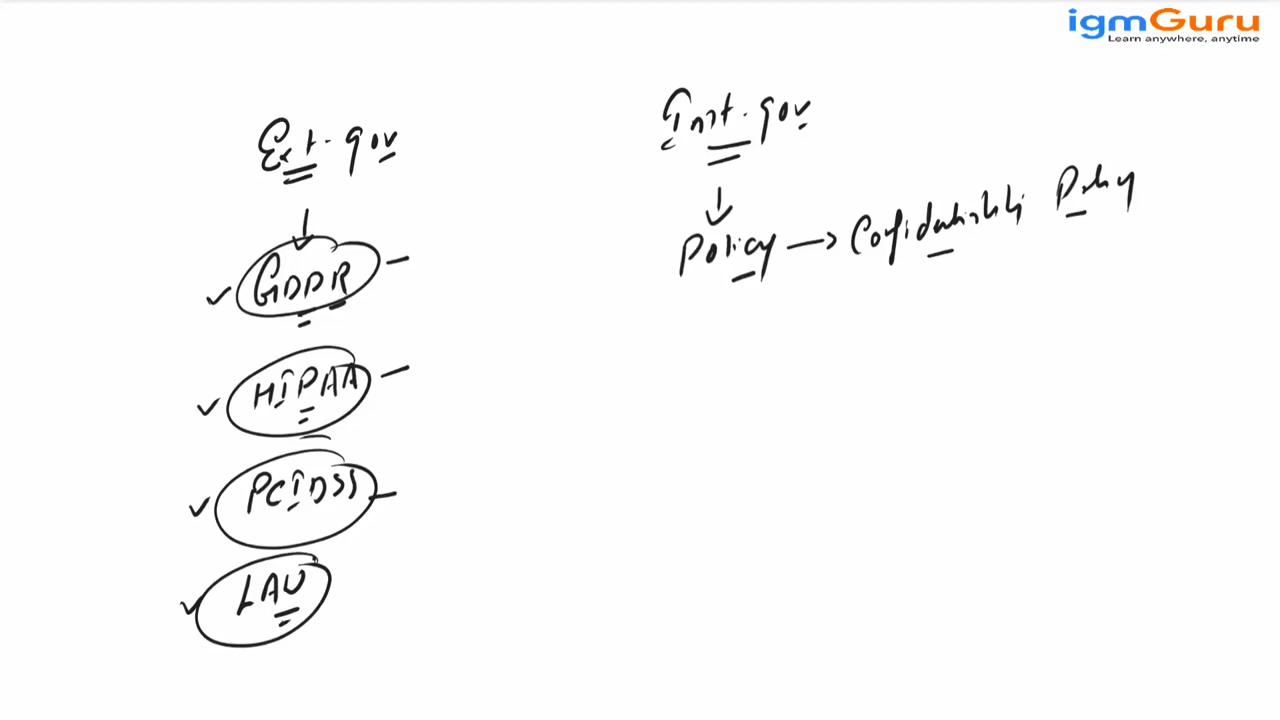 igmGuru
Learn anywhere, anytime
Ext. gov
GDPR
HIPAA
PCIDSS
LAW
Int. gov
Policy → Confidentiality Policy